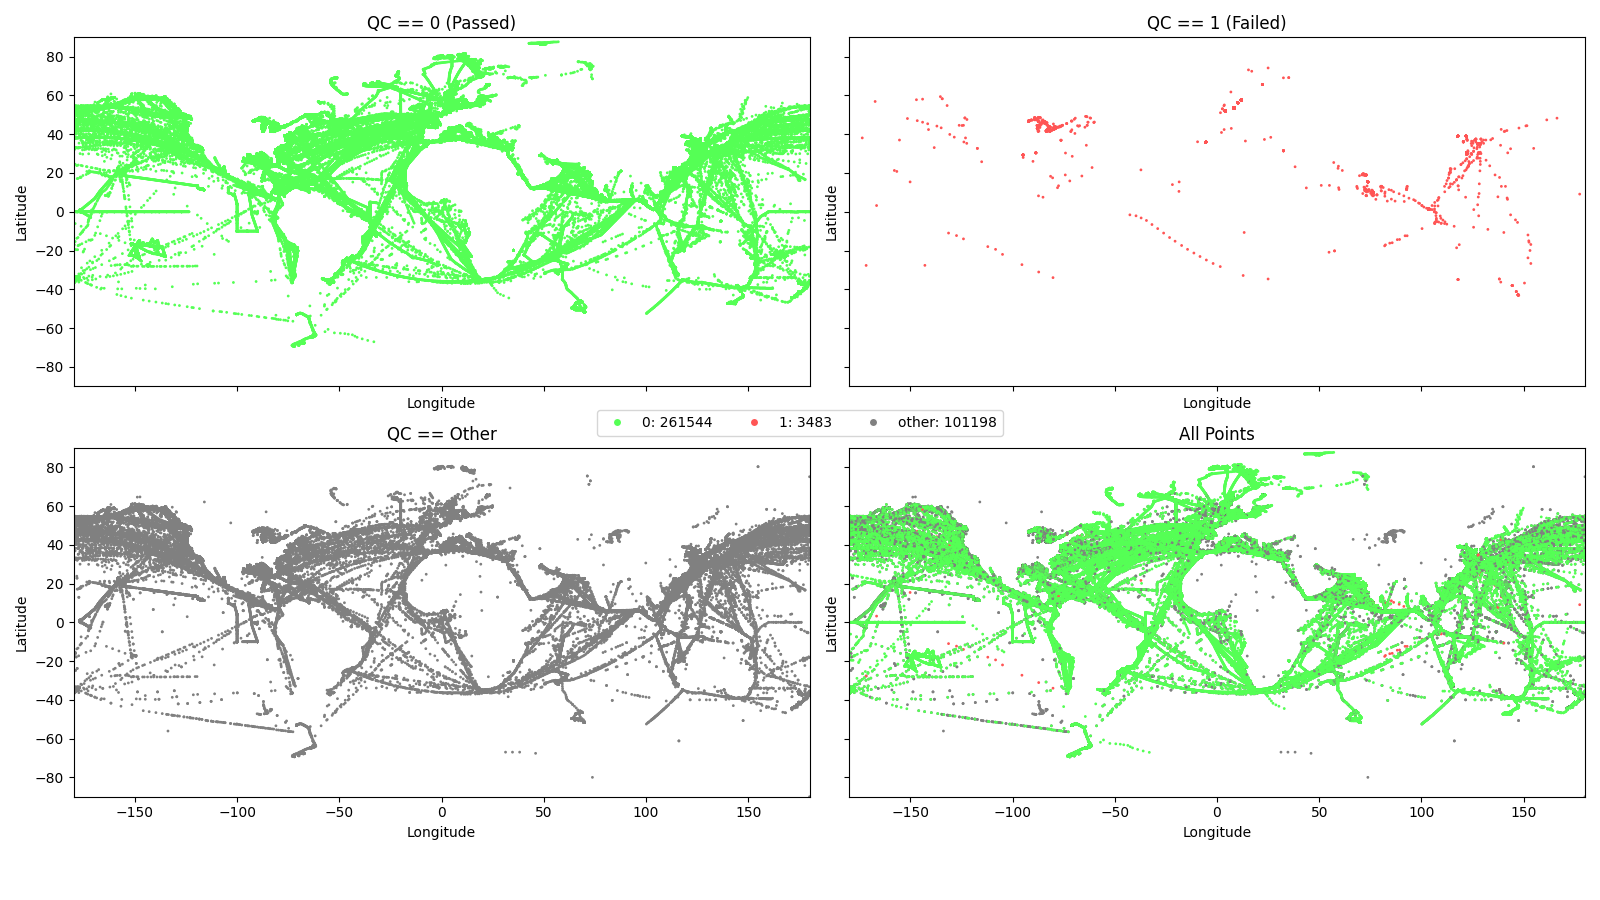 QC == 0 (Passed)
QC == 1 (Failed)
Latitude
80
60
40
20
0
−20
−40
−60
−80
Longitude
Latitude
Longitude
0: 261544
1: 3483
other: 101198
QC == Other
All Points
Latitude
80
60
40
20
0
−20
−40
−60
−80
−150
−100
−50
0
50
100
150
Longitude
Latitude
−150
−100
−50
0
50
100
150
Longitude